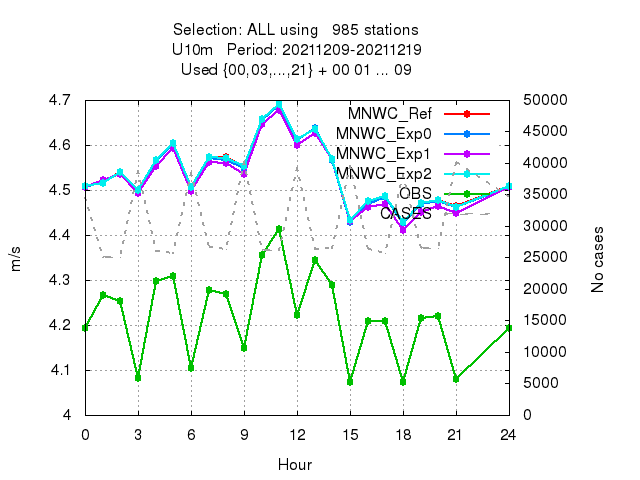 Selection: ALL using   985 stations
U10m   Period: 20211209-20211219
Used {00,03,...,21} + 00 01 ... 09
4.7
4.6
4.5
4.4
4.3
4.2
4.1
4
50000
45000
40000
35000
30000
25000
20000
15000
10000
5000
0
MNWC_Ref
MNWC_Exp0
MNWC_Exp1
MNWC_Exp2
OBS
CASES
m/s
No cases
0 3 6 9 12 15 18 21 24
Hour